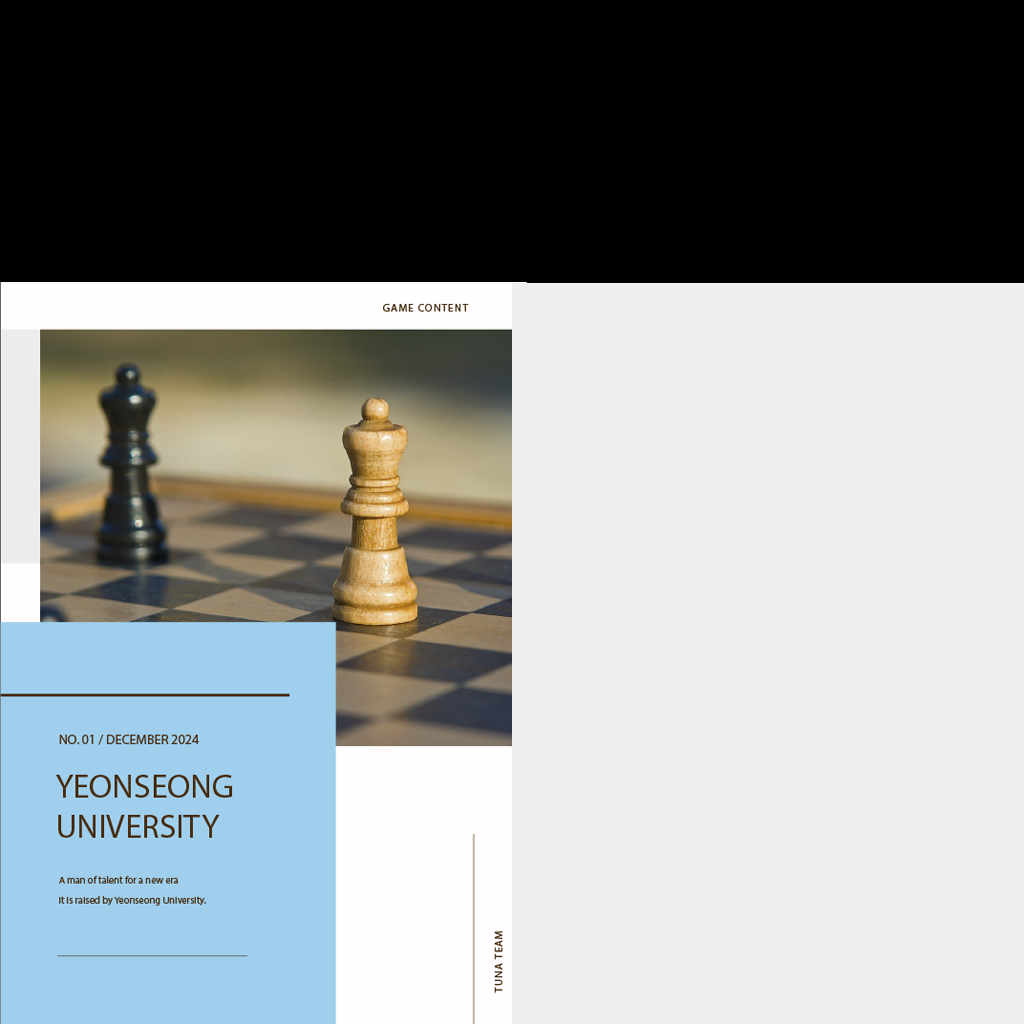 GAME CONTENT
NO. 01 / DECEMBER 2024
YEONSEONG
UNIVERSITY
A man of talent for a new era
it is raised by Yeonseong University.
TUNA TEAM